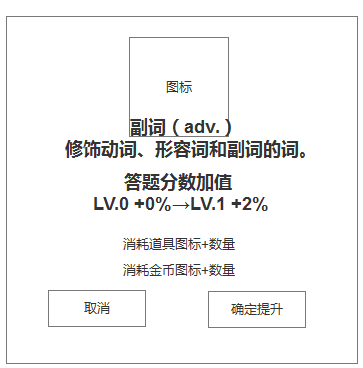 图标
副词（adv.）
修饰动词、形容词和副词的词。
答题分数加值
LV.0 +0%→LV.1 +2%
消耗道具图标+数量
消耗金币图标+数量
取消
确定提升